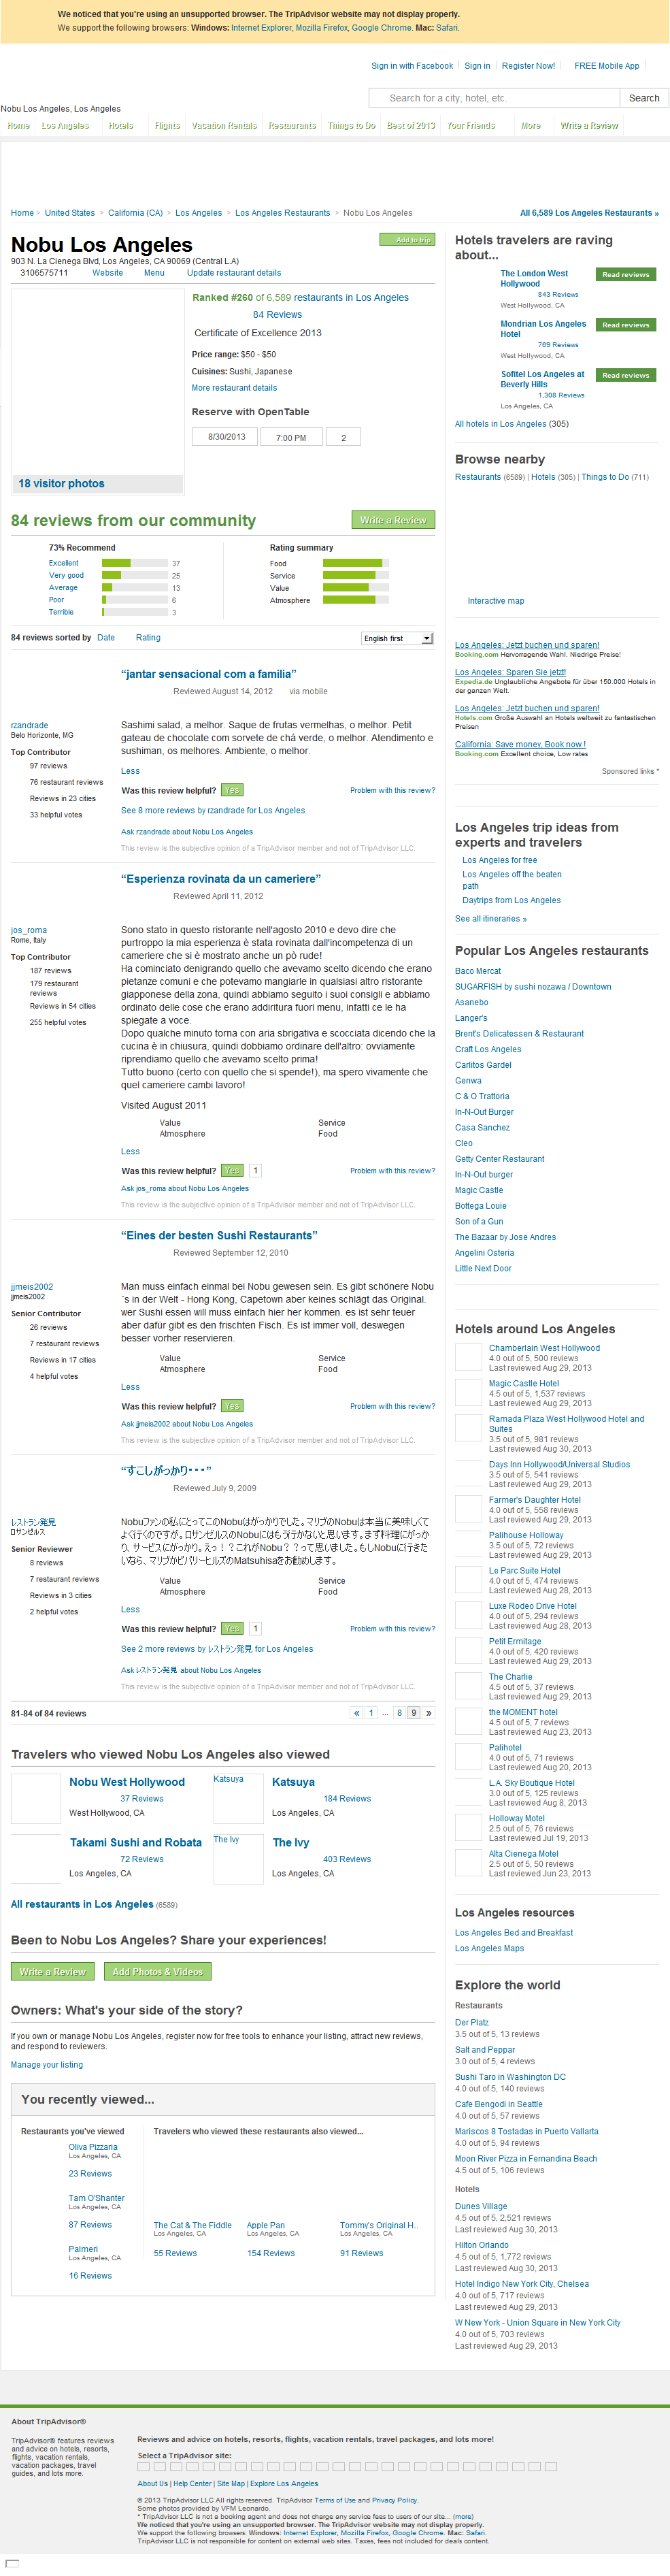 We noticed that you're using an unsupported browser. The TripAdvisor website may not display properly.
We support the following browsers: Windows: Internet Explorer, Mozilla Firefox, Google Chrome. Mac: Safari.
Sign in with Facebook Sign in Register Now! FREE Mobile App
Search for a city, hotel, etc. Search
Nobu Los Angeles, Los Angeles
Home Los Angeles Hotels Flights Vacation Rentals Restaurants Things to Do Best of 2013 Your Friends More Write a Review
Home United States California (CA) Los Angeles Los Angeles Restaurants Nobu Los Angeles
All 6,589 Los Angeles Restaurants »
Nobu Los Angeles
Add to trip
903 N. La Cienega Blvd, Los Angeles, CA 90069 (Central L.A)
3106575711 Website Menu Update restaurant details
Ranked #260 of 6,589 restaurants in Los Angeles
84 Reviews
Certificate of Excellence 2013
Price range: $50 - $50
Cuisines: Sushi, Japanese
More restaurant details
Reserve with OpenTable
8/30/2013 7:00 PM 2
18 visitor photos
84 reviews from our community
Write a Review
73% Recommend
Excellent 37
Very good 25
Average 13
Poor 6
Terrible 3
Rating summary
Food
Service
Value
Atmosphere
84 reviews sorted by Date Rating English first
“jantar sensacional com a familia”
Reviewed August 14, 2012 via mobile
rzandrade
Belo Horizonte, MG
Top Contributor
97 reviews
76 restaurant reviews
Reviews in 23 cities
33 helpful votes
Sashimi salad, a melhor. Saque de frutas vermelhas, o melhor. Petit
gateau de chocolate com sorvete de chá verde, o melhor. Atendimento e
sushiman, os melhores. Ambiente, o melhor.
Less
Was this review helpful? Yes Problem with this review?
See 8 more reviews by rzandrade for Los Angeles
Ask rzandrade about Nobu Los Angeles
This review is the subjective opinion of a TripAdvisor member and not of TripAdvisor LLC.
“Esperienza rovinata da un cameriere”
Reviewed April 11, 2012
jos_roma
Rome, Italy
Top Contributor
187 reviews
179 restaurant
reviews
Reviews in 54 cities
255 helpful votes
Sono stato in questo ristorante nell'agosto 2010 e devo dire che
purtroppo la mia esperienza è stata rovinata dall'incompetenza di un
cameriere che si è mostrato anche un pò rude!
Ha cominciato denigrando quello che avevamo scelto dicendo che erano
pietanze comuni e che potevamo mangiarle in qualsiasi altro ristorante
giapponese della zona, quindi abbiamo seguito i suoi consigli e abbiamo
ordinato delle cose che erano addiritura fuori menu, infatti ce le ha
spiegate a voce.
Dopo qualche minuto torna con aria sbrigativa e scocciata dicendo che la
cucina è in chiusura, quindi dobbiamo ordinare dell'altro: ovviamente
riprendiamo quello che avevamo scelto prima!
Tutto buono (certo con quello che si spende!), ma spero vivamente che
quel cameriere cambi lavoro!
Visited August 2011
Value Service
Atmosphere Food
Less
Was this review helpful? Yes 1 Problem with this review?
Ask jos_roma about Nobu Los Angeles
This review is the subjective opinion of a TripAdvisor member and not of TripAdvisor LLC.
“Eines der besten Sushi Restaurants”
Reviewed September 12, 2010
jjmeis2002
jjmeis2002
Senior Contributor
26 reviews
7 restaurant reviews
Reviews in 17 cities
4 helpful votes
Man muss einfach einmal bei Nobu gewesen sein. Es gibt schönere Nobu
´s in der Welt - Hong Kong, Capetown aber keines schlägt das Original.
wer Sushi essen will muss einfach hier her kommen. es ist sehr teuer
aber dafür gibt es den frischten Fisch. Es ist immer voll, deswegen
besser vorher reservieren.
Value Service
Atmosphere Food
Less
Was this review helpful? Yes Problem with this review?
Ask jjmeis2002 about Nobu Los Angeles
This review is the subjective opinion of a TripAdvisor member and not of TripAdvisor LLC.
“すこしがっかり・・・”
Reviewed July 9, 2009
レストラン発見
ロサンゼルス
Senior Reviewer
8 reviews
7 restaurant reviews
Reviews in 3 cities
2 helpful votes
Nobuファンの私にとってこのNobuはがっかりでした。マリブのNobuは本当に美味しくて
よく行くのですが。ロサンゼルスのNobuにはもう行かないと思します。まず料理にがっか
り、サービスにがっかり。えっ！？これがNobu？？って思いました。もしNobuに行きた
いなら、マリブかビバリーヒルズのMatsuhisaをお勧めします。
Value Service
Atmosphere Food
Less
Was this review helpful? Yes 1 Problem with this review?
See 2 more reviews by レストラン発見 for Los Angeles
Ask レストラン発見 about Nobu Los Angeles
This review is the subjective opinion of a TripAdvisor member and not of TripAdvisor LLC.
81-84 of 84 reviews « 1 ... 8 9 »
Travelers who viewed Nobu Los Angeles also viewed
Nobu West Hollywood
37 Reviews
West Hollywood, CA
Katsuya
Katsuya
184 Reviews
Los Angeles, CA
Takami Sushi and Robata
72 Reviews
Los Angeles, CA
The Ivy
The Ivy
403 Reviews
Los Angeles, CA
All restaurants in Los Angeles (6589)
Been to Nobu Los Angeles? Share your experiences!
Write a Review Add Photos & Videos
Owners: What's your side of the story?
If you own or manage Nobu Los Angeles, register now for free tools to enhance your listing, attract new reviews,
and respond to reviewers.
Manage your listing
You recently viewed...
Restaurants you've viewed
Oliva Pizzaria
Los Angeles, CA
23 Reviews
Tam O'Shanter
Los Angeles, CA
87 Reviews
Palmeri
Los Angeles, CA
16 Reviews
Travelers who viewed these restaurants also viewed...
The Cat & The Fiddle
Los Angeles, CA
55 Reviews
Apple Pan
Los Angeles, CA
154 Reviews
Tommy's Original H..
Los Angeles, CA
91 Reviews
Hotels travelers are raving
about...
The London West
Hollywood
Read reviews
843 Reviews
West Hollywood, CA
Mondrian Los Angeles
Hotel
Read reviews
769 Reviews
West Hollywood, CA
Sofitel Los Angeles at
Beverly Hills
Read reviews
1,308 Reviews
Los Angeles, CA
All hotels in Los Angeles (305)
Browse nearby
Restaurants (6589) | Hotels (305) | Things to Do (711)
Interactive map
Los Angeles: Jetzt buchen und sparen!
Booking.com Hervorragende Wahl. Niedrige Preise!
Los Angeles: Sparen Sie jetzt!
Expedia.de Unglaubliche Angebote für über 150.000 Hotels in
der ganzen Welt.
Los Angeles: Jetzt buchen und sparen!
Hotels.com Große Auswahl an Hotels weltweit zu fantastischen
Preisen
California: Save money, Book now !
Booking.com Excellent choice, Low rates
Sponsored links *
Los Angeles trip ideas from
experts and travelers
Los Angeles for free
Los Angeles off the beaten
path
Daytrips from Los Angeles
See all itineraries »
Popular Los Angeles restaurants
Baco Mercat
SUGARFISH by sushi nozawa / Downtown
Asanebo
Langer's
Brent's Delicatessen & Restaurant
Craft Los Angeles
Carlitos Gardel
Genwa
C & O Trattoria
In-N-Out Burger
Casa Sanchez
Cleo
Getty Center Restaurant
In-N-Out burger
Magic Castle
Bottega Louie
Son of a Gun
The Bazaar by Jose Andres
Angelini Osteria
Little Next Door
Hotels around Los Angeles
Chamberlain West Hollywood
4.0 out of 5, 500 reviews
Last reviewed Aug 29, 2013
Magic Castle Hotel
4.5 out of 5, 1,537 reviews
Last reviewed Aug 29, 2013
Ramada Plaza West Hollywood Hotel and
Suites
3.5 out of 5, 981 reviews
Last reviewed Aug 30, 2013
Days Inn Hollywood/Universal Studios
3.5 out of 5, 541 reviews
Last reviewed Aug 29, 2013
Farmer's Daughter Hotel
4.0 out of 5, 558 reviews
Last reviewed Aug 29, 2013
Palihouse Holloway
3.5 out of 5, 72 reviews
Last reviewed Aug 29, 2013
Le Parc Suite Hotel
4.0 out of 5, 474 reviews
Last reviewed Aug 28, 2013
Luxe Rodeo Drive Hotel
4.0 out of 5, 294 reviews
Last reviewed Aug 28, 2013
Petit Ermitage
4.0 out of 5, 420 reviews
Last reviewed Aug 29, 2013
The Charlie
4.5 out of 5, 37 reviews
Last reviewed Aug 29, 2013
the MOMENT hotel
4.5 out of 5, 7 reviews
Last reviewed Aug 23, 2013
Palihotel
4.0 out of 5, 71 reviews
Last reviewed Aug 20, 2013
L.A. Sky Boutique Hotel
3.0 out of 5, 125 reviews
Last reviewed Aug 8, 2013
Holloway Motel
2.5 out of 5, 76 reviews
Last reviewed Jul 19, 2013
Alta Cienega Motel
2.5 out of 5, 50 reviews
Last reviewed Jun 23, 2013
Los Angeles resources
Los Angeles Bed and Breakfast
Los Angeles Maps
Explore the world
Restaurants
Der Platz
3.5 out of 5, 13 reviews
Salt and Peppar
3.0 out of 5, 4 reviews
Sushi Taro in Washington DC
4.0 out of 5, 140 reviews
Cafe Bengodi in Seattle
4.0 out of 5, 57 reviews
Mariscos 8 Tostadas in Puerto Vallarta
4.0 out of 5, 94 reviews
Moon River Pizza in Fernandina Beach
4.5 out of 5, 106 reviews
Hotels
Dunes Village
4.5 out of 5, 2,521 reviews
Last reviewed Aug 30, 2013
Hilton Orlando
4.5 out of 5, 1,772 reviews
Last reviewed Aug 30, 2013
Hotel Indigo New York City, Chelsea
4.0 out of 5, 717 reviews
Last reviewed Aug 29, 2013
W New York - Union Square in New York City
4.0 out of 5, 703 reviews
Last reviewed Aug 29, 2013
About TripAdvisor®
TripAdvisor® features reviews
and advice on hotels, resorts,
flights, vacation rentals,
vacation packages, travel
guides, and lots more.
Reviews and advice on hotels, resorts, flights, vacation rentals, travel packages, and lots more!
Select a TripAdvisor site:
About Us | Help Center | Site Map | Explore Los Angeles
© 2013 TripAdvisor LLC All rights reserved. TripAdvisor Terms of Use and Privacy Policy.
Some photos provided by VFM Leonardo.
* TripAdvisor LLC is not a booking agent and does not charge any service fees to users of our site... (more)
We noticed that you're using an unsupported browser. The TripAdvisor website may not display properly.
We support the following browsers: Windows: Internet Explorer, Mozilla Firefox, Google Chrome. Mac: Safari.
TripAdvisor LLC is not responsible for content on external web sites. Taxes, fees not included for deals content.